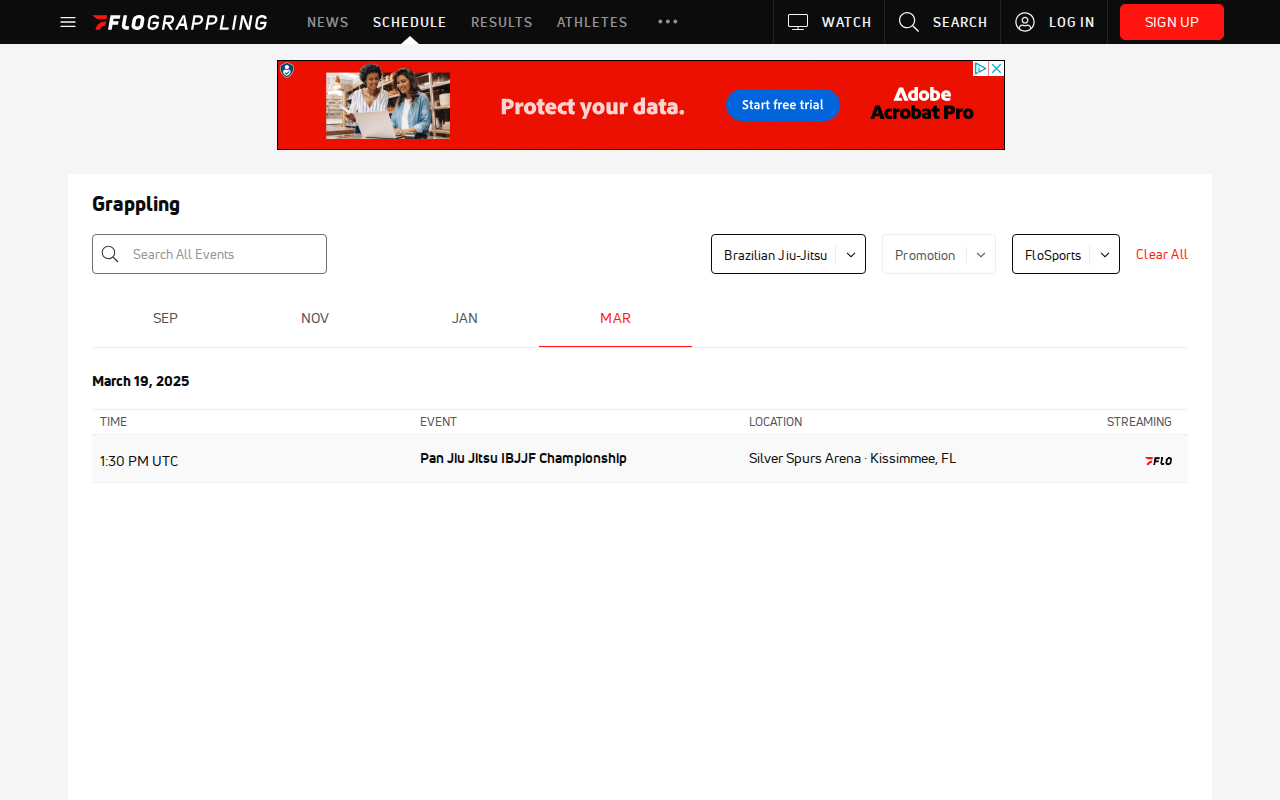 FLOGRAPPLING
NEWS
SCHEDULE
RESULTS
ATHLETES
WATCH
SEARCH
LOG IN
SIGN UP
Protect your data.
Start free trial
Adobe
Acrobat Pro
Grappling
Search All Events
Brazilian Jiu-Jitsu
Promotion
FloSports
Clear All
SEP
NOV
JAN
MAR
March 19, 2025
TIME
EVENT
LOCATION
STREAMING
1:30 PM UTC
Pan Jiu Jitsu IBJJF Championship
Silver Spurs Arena · Kissimmee, FL
FLO